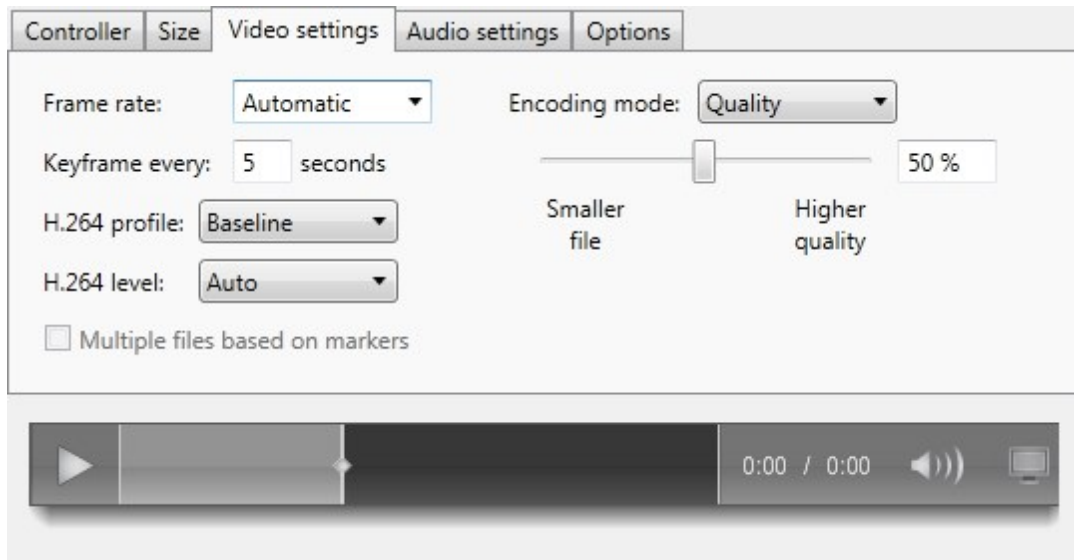 Controller Size Video settings Audio settings Options
Frame rate: Automatic Encoding mode: Quality
Keyframe every: 5 seconds 50 %
H.264 profile: Baseline Smaller file Higher quality
H.264 level: Auto
Multiple files based on markers
0:00 / 0:00